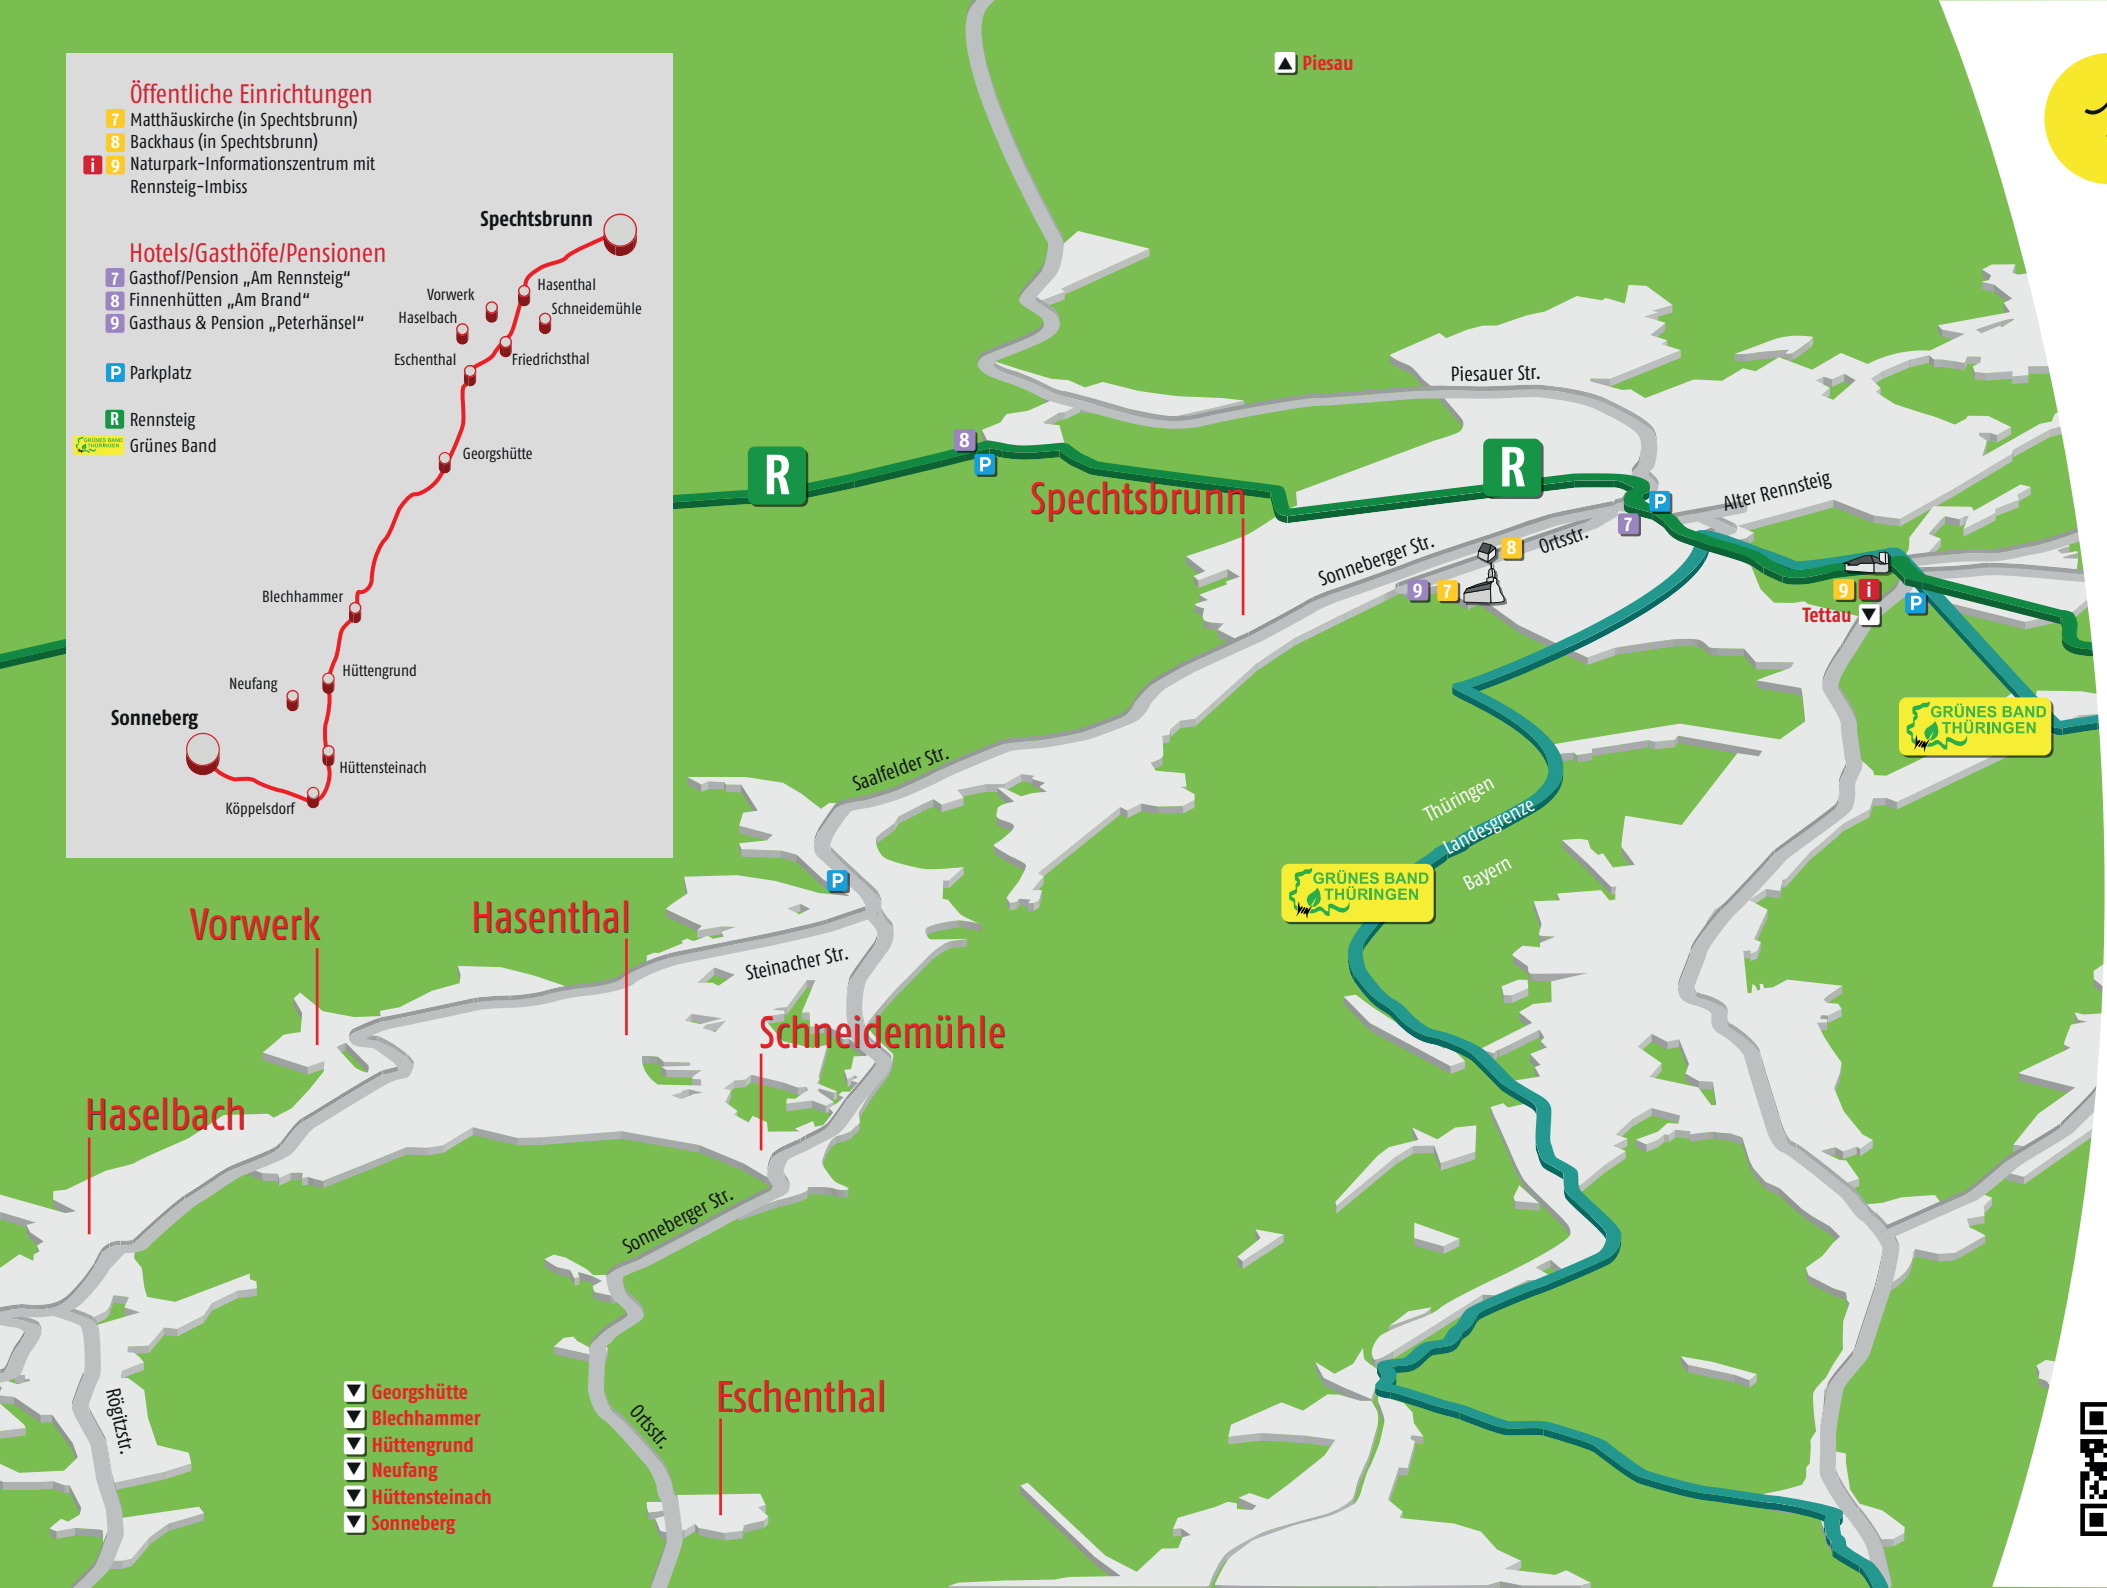 Öffentliche Einrichtungen
7 Matthäuskirche (in Spechtsbrunn)
8 Backhaus (in Spechtsbrunn)
i 9 Naturpark-Informationszentrum mit
Rennsteig-Imbiss
Hotels/Gasthöfe/Pensionen
7 Gasthof/Pension „Am Rennsteig“
8 Finnenhütten „Am Brand“
9 Gasthaus & Pension „Peterhänsel“
P Parkplatz
R Rennsteig
GRÜNES BAND
THÜRINGEN
Grünes Band
Spechtsbrunn
Hasenthal
Vorwerk
Schneidemühle
Haselbach
Eschenthal
Friedrichsthal
Georgshütte
Blechhammer
Hüttengrund
Neufang
Sonneberg
Hüttensteinach
Köppelsdorf
Piesau
Piesauer Str.
8
P
R
R
Spechtsbrunn
Alter Rennsteig
P
7
Sonneberger Str.
8
Ortsstr.
9 7
9 i
P
Tettau
GRÜNES BAND
THÜRINGEN
Saalfelder Str.
Thüringen
Landesgrenze
Bayern
GRÜNES BAND
THÜRINGEN
P
Vorwerk
Hasenthal
Steinacher Str.
Schneidemühle
Haselbach
Sonneberger Str.
Rögitzstr.
Ortsstr.
Eschenthal
Georgshütte
Blechhammer
Hüttengrund
Neufang
Hüttensteinach
Sonneberg